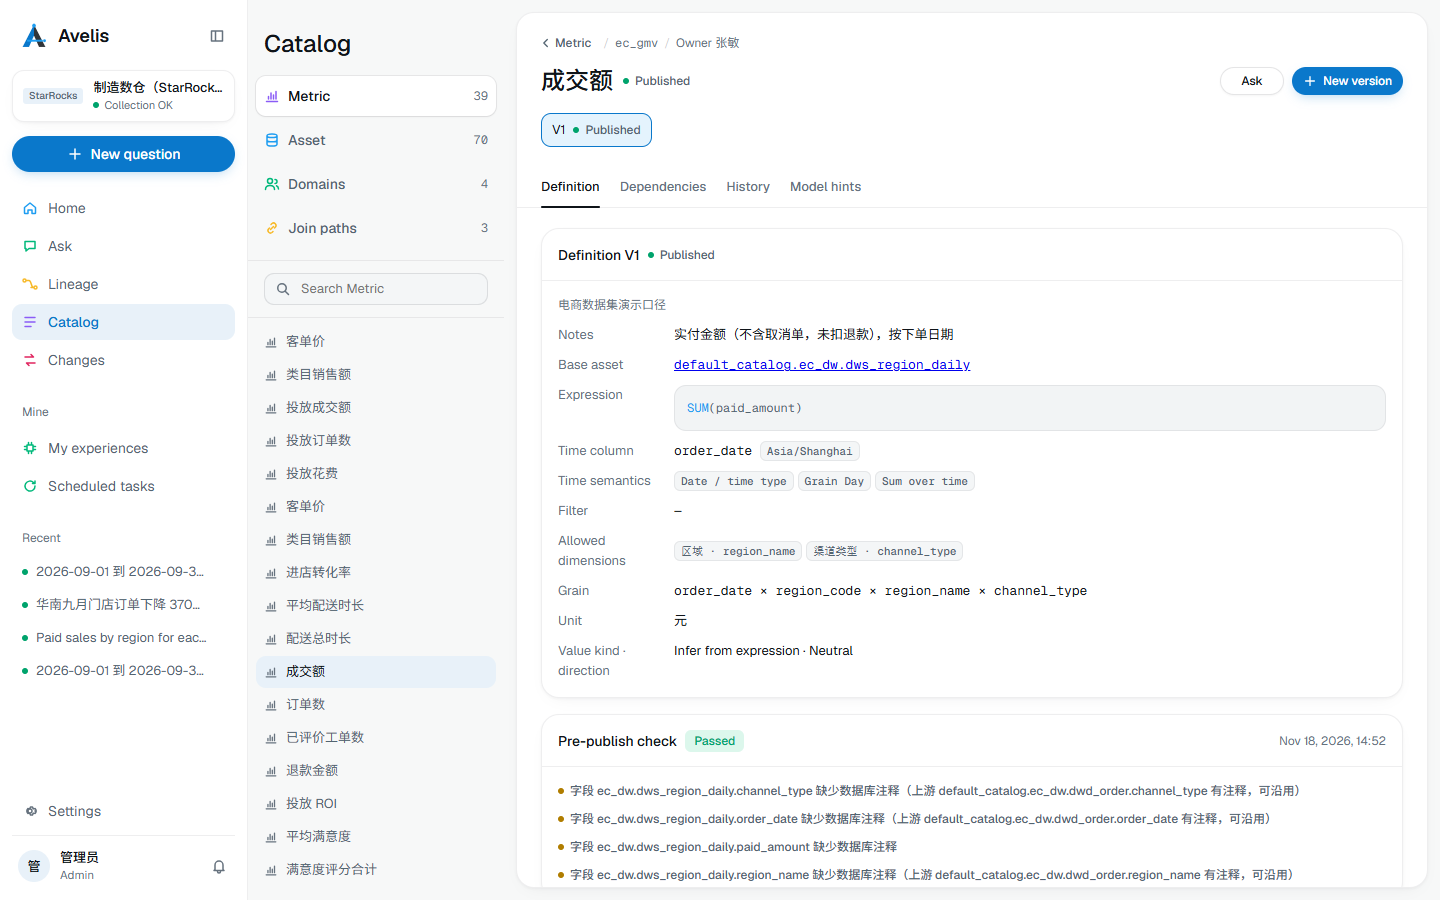 Avelis
StarRocks
制造数仓（StarRock...
Collection OK
New question
Home
Ask
Lineage
Catalog
Changes
Mine
My experiences
Scheduled tasks
Recent
2026-09-01 到 2026-09-3...
华南九月门店订单下降 370...
Paid sales by region for eac...
2026-09-01 到 2026-09-3...
Settings
管
管理员
Admin
Catalog
Metric 39
Asset 70
Domains 4
Join paths 3
Search Metric
客单价
类目销售额
投放成交额
投放订单数
投放花费
客单价
类目销售额
进店转化率
平均配送时长
配送总时长
成交额
订单数
已评价工单数
退款金额
投放 ROI
平均满意度
满意度评分合计
Metric / ec_gmv / Owner 张敏
成交额 Published
Ask
New version
V1 Published
Definition Dependencies History Model hints
Definition V1 Published
电商数据集演示口径
Notes 实付金额（不含取消单，未扣退款），按下单日期
Base asset default_catalog.ec_dw.dws_region_daily
Expression SUM(paid_amount)
Time column order_date Asia/Shanghai
Time semantics Date / time type Grain Day Sum over time
Filter —
Allowed dimensions 区域 · region_name 渠道类型 · channel_type
Grain order_date × region_code × region_name × channel_type
Unit 元
Value kind · direction Infer from expression · Neutral
Pre-publish check Passed Nov 18, 2026, 14:52
字段 ec_dw.dws_region_daily.channel_type 缺少数据库注释（上游 default_catalog.ec_dw.dwd_order.channel_type 有注释，可沿用）
字段 ec_dw.dws_region_daily.order_date 缺少数据库注释（上游 default_catalog.ec_dw.dwd_order.order_date 有注释，可沿用）
字段 ec_dw.dws_region_daily.paid_amount 缺少数据库注释
字段 ec_dw.dws_region_daily.region_name 缺少数据库注释（上游 default_catalog.ec_dw.dwd_order.region_name 有注释，可沿用）